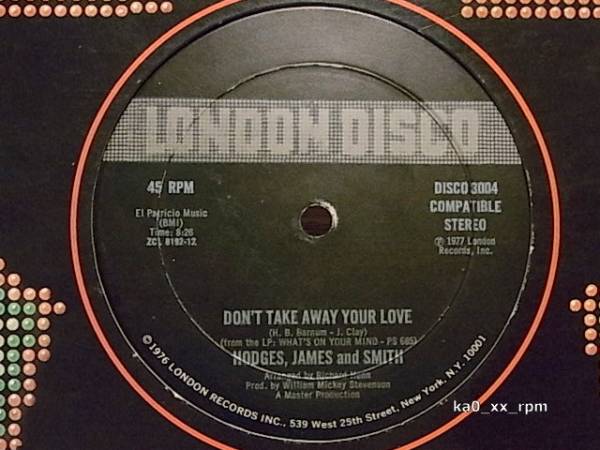 LONDON DISCO
45 RPM
El Patricio Music
(BMI)
Time: 8:26
ZCL 8192-12
DISCO 3004
COMPATIBLE
STEREO
℗ 1977 London
Records, Inc.
DON'T TAKE AWAY YOUR LOVE
(H. B. Barnum - J. Clay)
(from the LP: WHAT'S ON YOUR MIND - PS 685)
HODGES, JAMES and SMITH
Arranged by Richard
Prod. by William Mickey Stevenson
A Master Production
©1976 LONDON RECORDS INC., 539 West 25th Street, New York, N.Y. 10001
ka0_xx_rpm